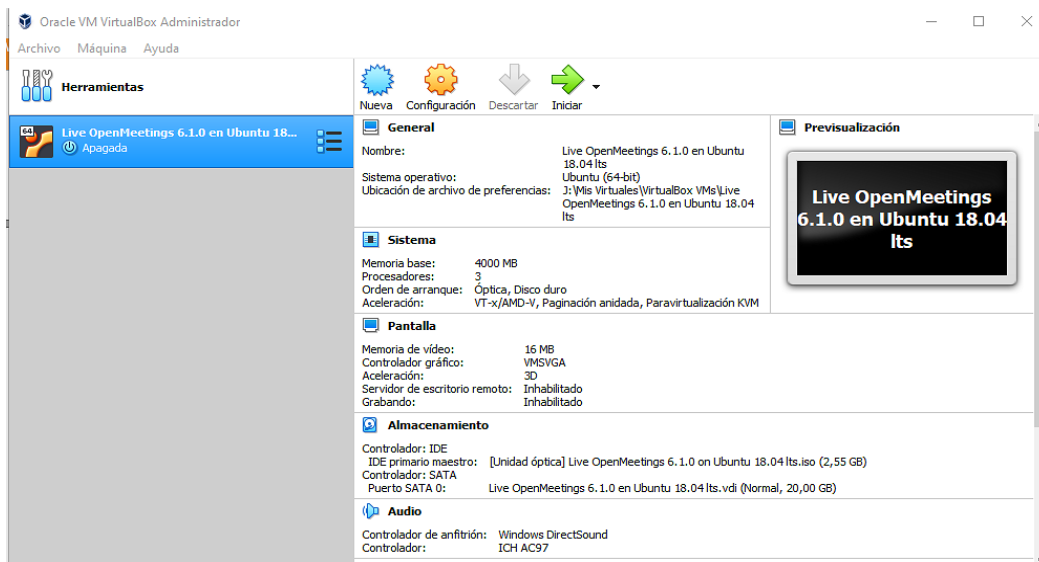 Oracle VM VirtualBox Administrador
Archivo Máquina Ayuda
Herramientas
Nueva Configuración Descartar Iniciar
64
Live OpenMeetings 6.1.0 en Ubuntu 18...
Apagada
General
Nombre: Live OpenMeetings 6.1.0 en Ubuntu
18.04 lts
Sistema operativo: Ubuntu (64-bit)
Ubicación de archivo de preferencias: J:\Mis Virtuales\VirtualBox VMs\Live
OpenMeetings 6.1.0 en Ubuntu 18.04
lts
Previsualización
Live OpenMeetings
6.1.0 en Ubuntu 18.04
lts
Sistema
Memoria base: 4000 MB
Procesadores: 3
Orden de arranque: Óptica, Disco duro
Aceleración: VT-x/AMD-V, Paginación anidada, Paravirtualización KVM
Pantalla
Memoria de vídeo: 16 MB
Controlador gráfico: VMSVGA
Aceleración: 3D
Servidor de escritorio remoto: Inhabilitado
Grabando: Inhabilitado
Almacenamiento
Controlador: IDE
IDE primario maestro: [Unidad óptica] Live OpenMeetings 6.1.0 on Ubuntu 18.04 lts.iso (2,55 GB)
Controlador: SATA
Puerto SATA 0: Live OpenMeetings 6.1.0 en Ubuntu 18.04 lts.vdi (Normal, 20,00 GB)
Audio
Controlador de anfitrión: Windows DirectSound
Controlador: ICH AC97